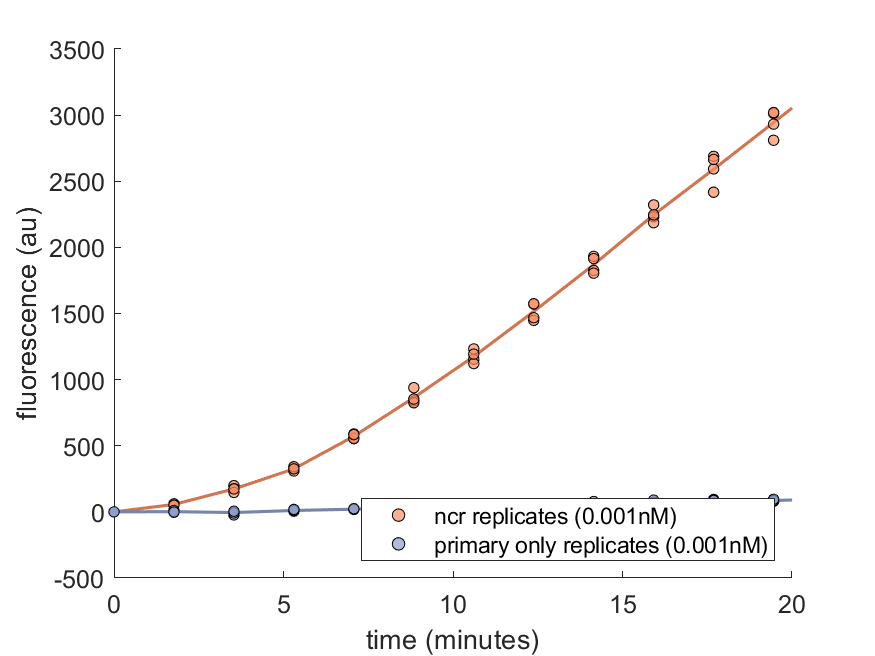 3500
3000
2500
2000
1500
1000
500
0
-500
fluorescence (au)
ncr replicates (0.001nM)
primary only replicates (0.001nM)
0 5 10 15 20
time (minutes)